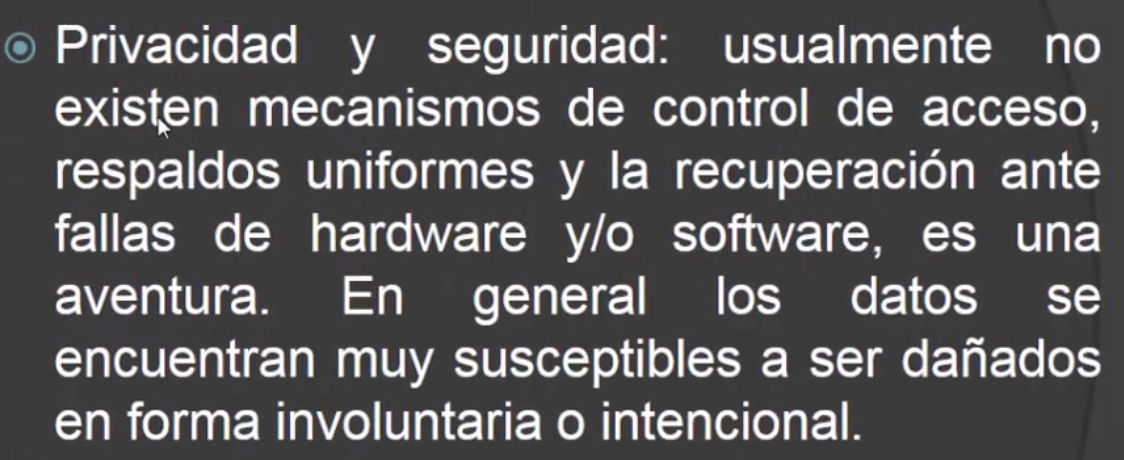 Privacidad y seguridad: usualmente no
existen mecanismos de control de acceso,
respaldos uniformes y la recuperación ante
fallas de hardware y/o software, es una
aventura. En general los datos se
encuentran muy susceptibles a ser dañados
en forma involuntaria o intencional.